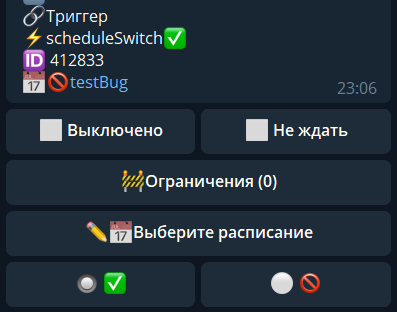 🔗Триггер
⚡scheduleSwitch✅
🆔 412833
📅🚫testBug
23:06
⬜ Выключено
⬜ Не ждать
🚧Ограничения (0)
✏️📅Выберите расписание
🔘 ✅
⚪ 🚫